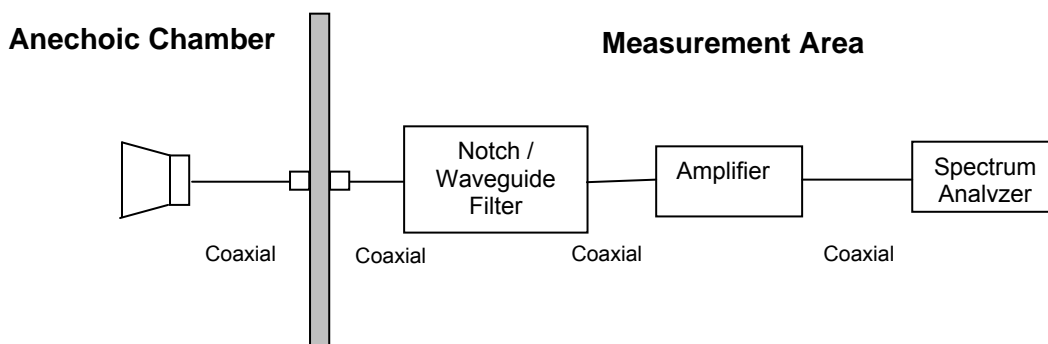 Anechoic Chamber
Measurement Area
Notch /
Waveguide
Filter
Amplifier
Spectrum
Analvzer
Coaxial
Coaxial
Coaxial
Coaxial